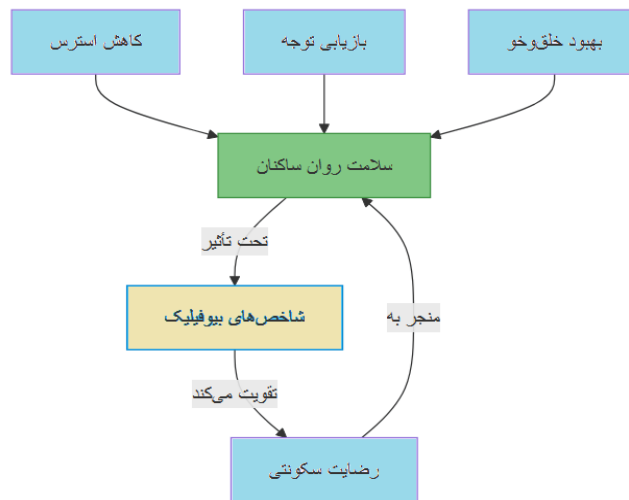 بهبود خلق‌وخو
بازیابی توجه
کاهش استرس
سلامت روان ساکنان
تحت تأثیر
شاخص‌های بیوفیلیک
منجر به
تقویت می‌کند
رضایت سکونتی